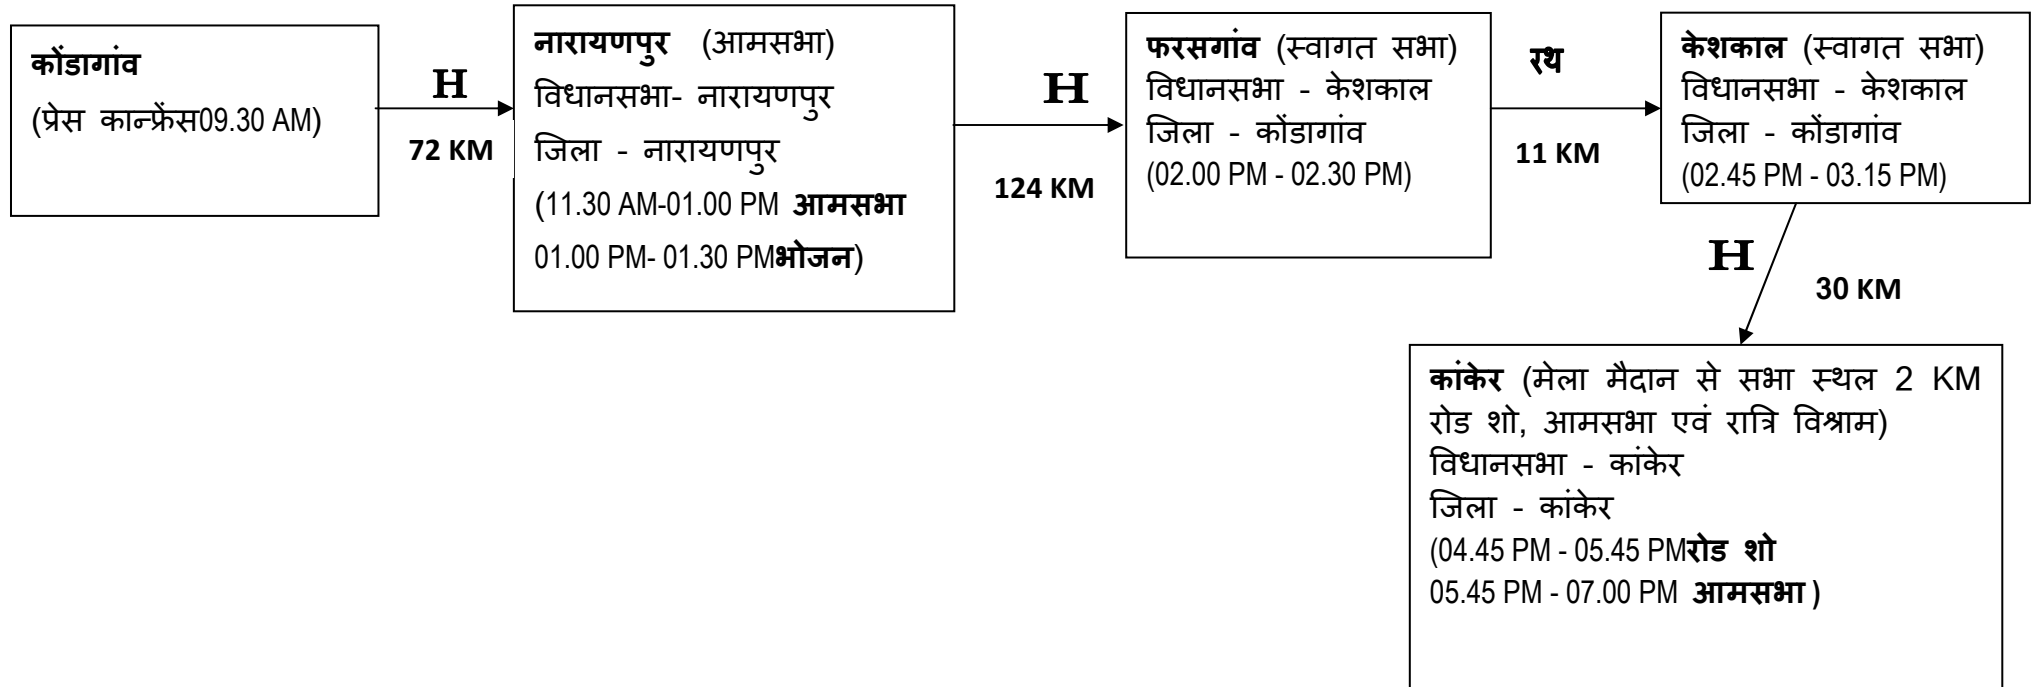 कोंडागांव
(प्रेस कान्फ्रेंस09.30 AM)
H
72 KM
नारायणपुर (आमसभा)
विधानसभा- नारायणपुर
जिला - नारायणपुर
(11.30 AM-01.00 PM आमसभा
01.00 PM- 01.30 PMभोजन)
H
124 KM
फरसगांव (स्वागत सभा)
विधानसभा - केशकाल
जिला - कोंडागांव
(02.00 PM - 02.30 PM)
रथ
11 KM
केशकाल (स्वागत सभा)
विधानसभा - केशकाल
जिला - कोंडागांव
(02.45 PM - 03.15 PM)
H
30 KM
कांकेर (मेला मैदान से सभा स्थल 2 KM
रोड शो, आमसभा एवं रात्रि विश्राम)
विधानसभा - कांकेर
जिला - कांकेर
(04.45 PM - 05.45 PMरोड शो
05.45 PM - 07.00 PM आमसभा )